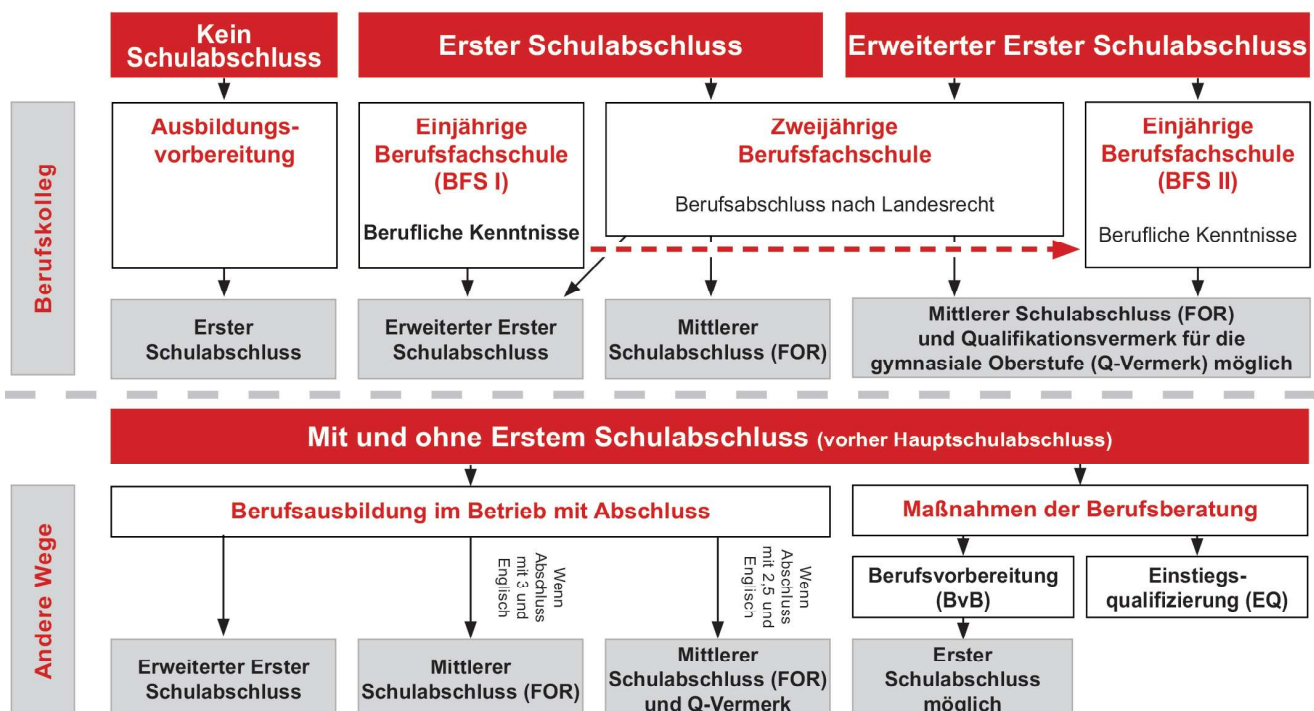 Kein
Schulabschluss
Erster Schulabschluss
Erweiterter Erster Schulabschluss
Berufskolleg
Ausbildungs-
vorbereitung
Einjährige
Berufsfachschule
(BFS I)
Berufliche Kenntnisse
Zweijährige
Berufsfachschule
Berufsabschluss nach Landesrecht
Einjährige
Berufsfachschule
(BFS II)
Berufliche Kenntnisse
Erster
Schulabschluss
Erweiterter Erster
Schulabschluss
Mittlerer
Schulabschluss (FOR)
Mittlerer Schulabschluss (FOR)
und Qualifikationsvermerk für die
gymnasiale Oberstufe (Q-Vermerk) möglich
Mit und ohne Erstem Schulabschluss (vorher Hauptschulabschluss)
Andere Wege
Berufsausbildung im Betrieb mit Abschluss
Maßnahmen der Berufsberatung
Wenn
Abschluss
mit 3 und
Englisch
Wenn
Abschluss
mit 2,5 und
Englisch
Berufsvorbereitung
(BvB)
Einstiegs-
qualifizierung (EQ)
Erweiterter Erster
Schulabschluss
Mittlerer
Schulabschluss (FOR)
Mittlerer
Schulabschluss (FOR)
und Q-Vermerk
Erster
Schulabschluss
möglich